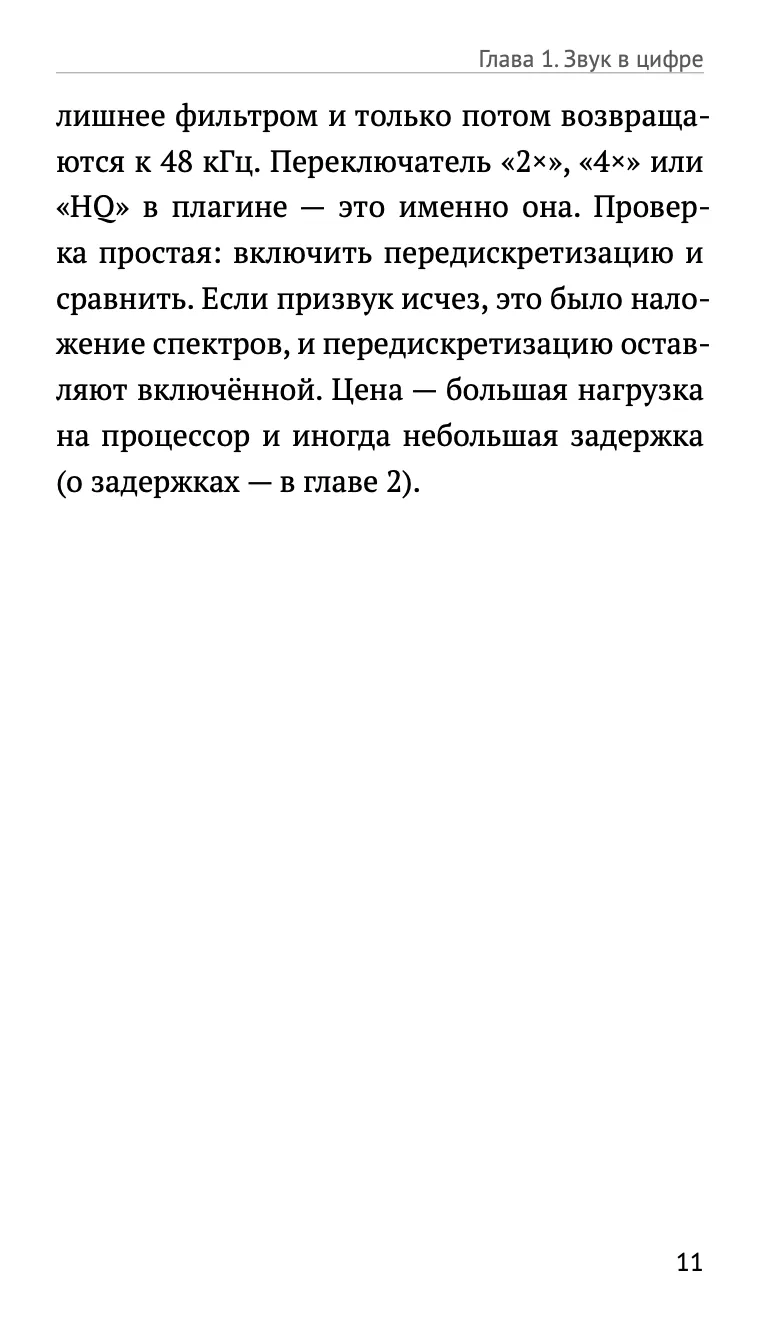 Глава 1. Звук в цифре
лишнее фильтром и только потом возвраща-
ются к 48 кГц. Переключатель «2×», «4×» или
«HQ» в плагине — это именно она. Провер-
ка простая: включить передискретизацию и
сравнить. Если призвук исчез, это было нало-
жение спектров, и передискретизацию остав-
ляют включённой. Цена — большая нагрузка
на процессор и иногда небольшая задержка
(о задержках — в главе 2).
11